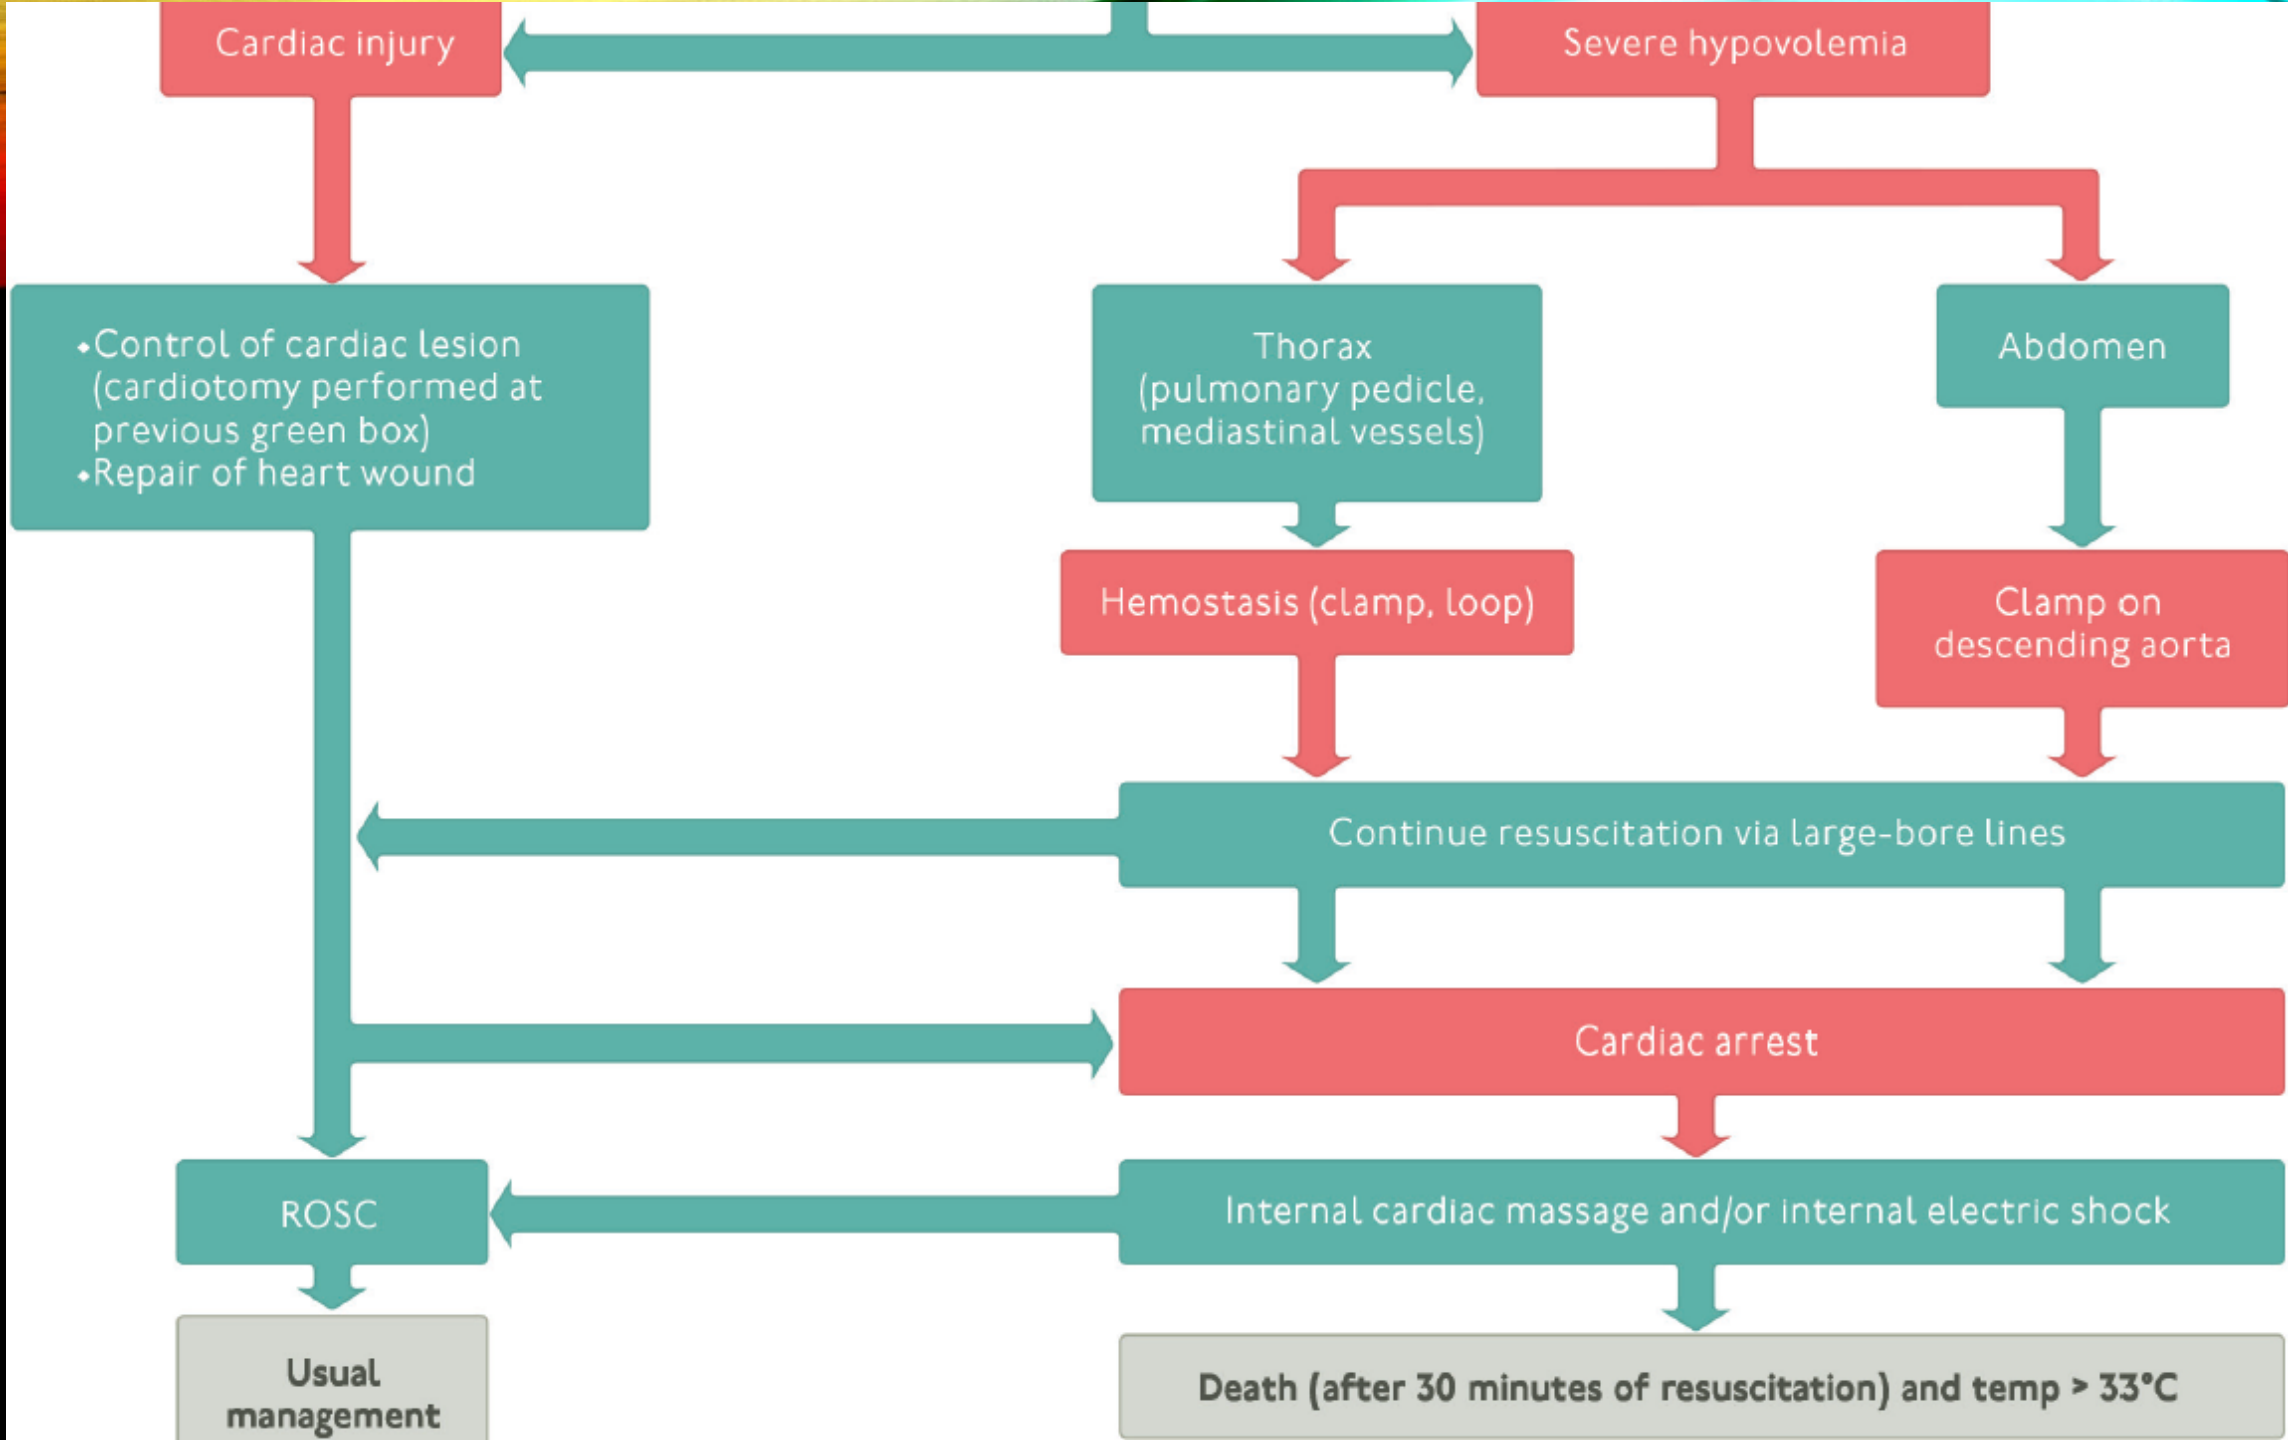 Cardiac injury
Severe hypovolemia
⬥Control of cardiac lesion
(cardiotomy performed at
previous green box)
⬥Repair of heart wound
Thorax
(pulmonary pedicle,
mediastinal vessels)
Abdomen
Hemostasis (clamp, loop)
Clamp on
descending aorta
Continue resuscitation via large-bore lines
Cardiac arrest
ROSC
Internal cardiac massage and/or internal electric shock
Usual
management
Death (after 30 minutes of resuscitation) and temp > 33°C